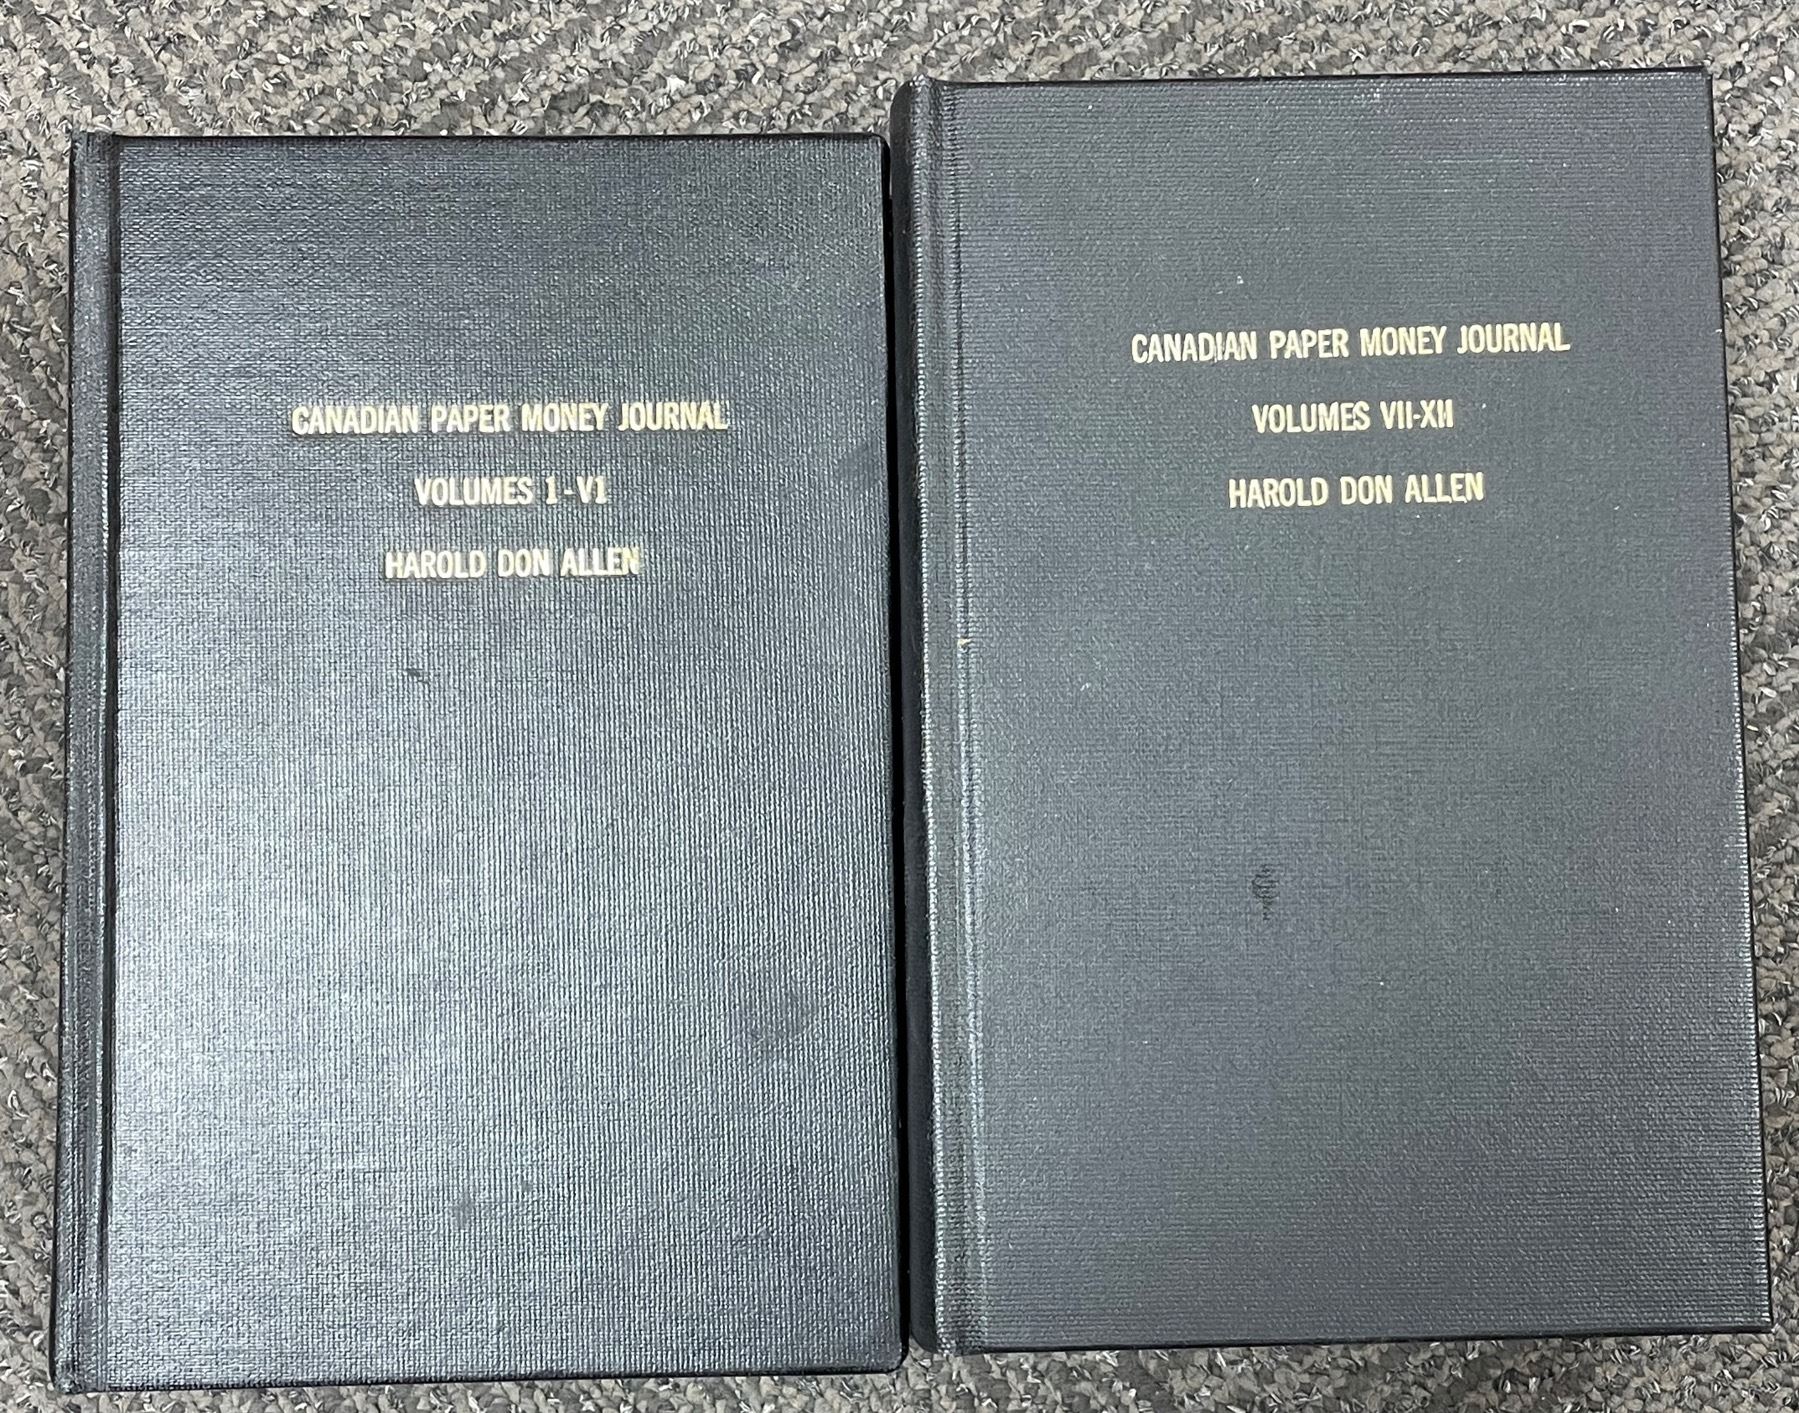 CANADIAN PAPER MONEY JOURNAL
VOLUMES 1-V1
HAROLD DON ALLEN
CANADIAN PAPER MONEY JOURNAL
VOLUMES VII-XII
HAROLD DON ALLEN